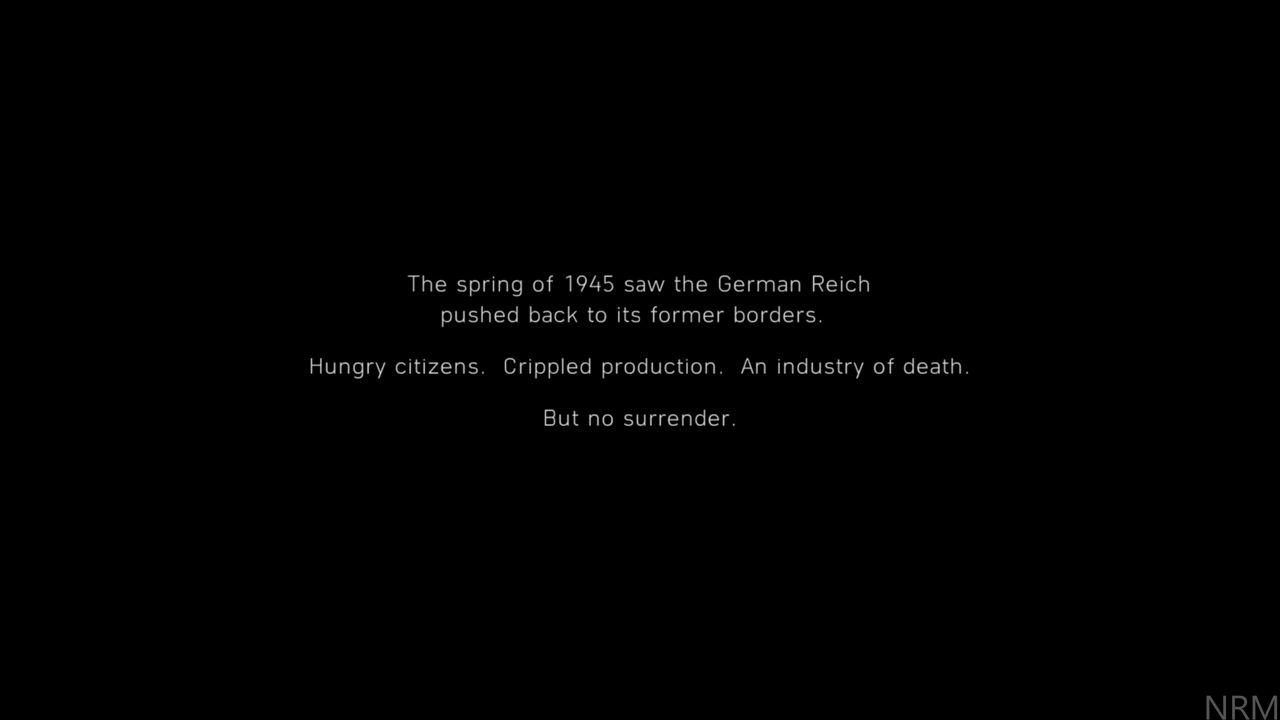 The spring of 1945 saw the German Reich
pushed back to its former borders.
Hungry citizens. Crippled production. An industry of death.
But no surrender.
NRM